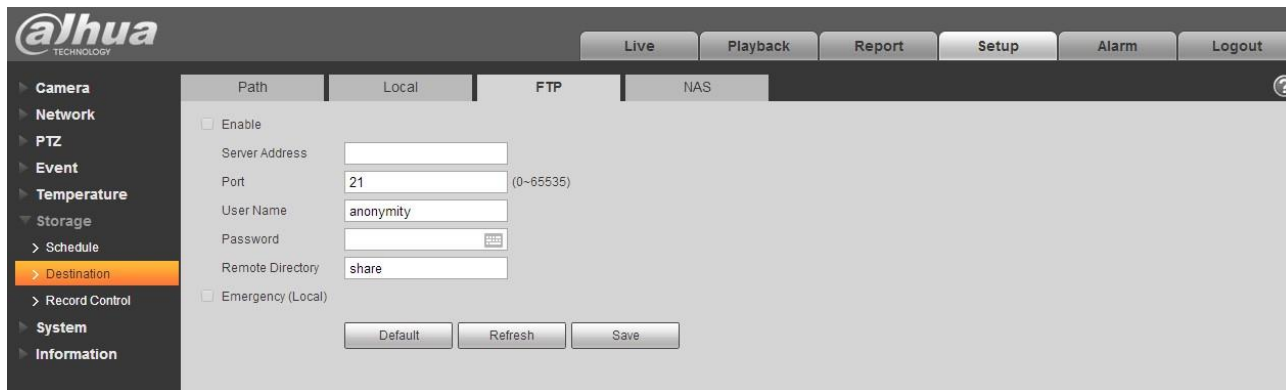 alhua
TECHNOLOGY
Live Playback Report Setup Alarm Logout
Camera
Network
PTZ
Event
Temperature
Storage
Schedule
Destination
Record Control
System
Information
Path Local FTP NAS
Enable
Server Address
Port 21 (0~65535)
User Name anonymity
Password
Remote Directory share
Emergency (Local)
Default Refresh Save